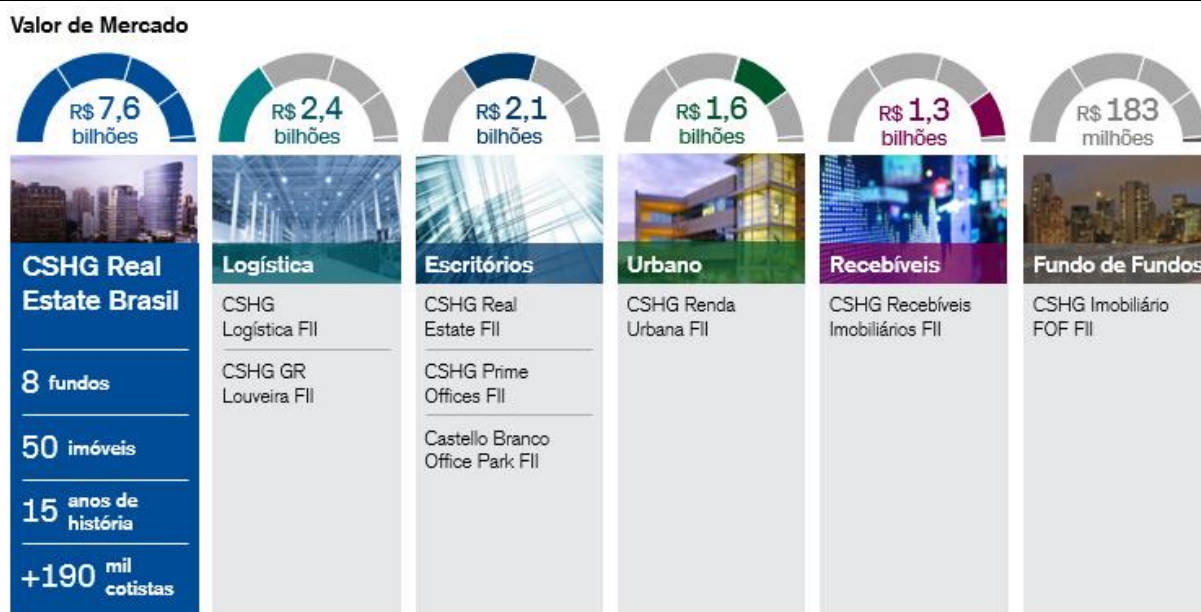 Valor de Mercado
R$ 7,6
bilhões
R$ 2,4
bilhões
R$ 2,1
bilhões
R$ 1,6
bilhões
R$ 1,3
bilhões
R$ 183
milhões
CSHG Real
Estate Brasil
8 fundos
50 imóveis
15 anos de
história
+190 mil
cotistas
Logística
CSHG
Logística FII
CSHG GR
Louveira FII
Escritórios
CSHG Real
Estate FII
CSHG Prime
Offices FII
Castello Branco
Office Park FII
Urbano
CSHG Renda
Urbana FII
Recebíveis
CSHG Recebíveis
Imobiliários FII
Fundo de Fundos
CSHG Imobiliário
FOF FII